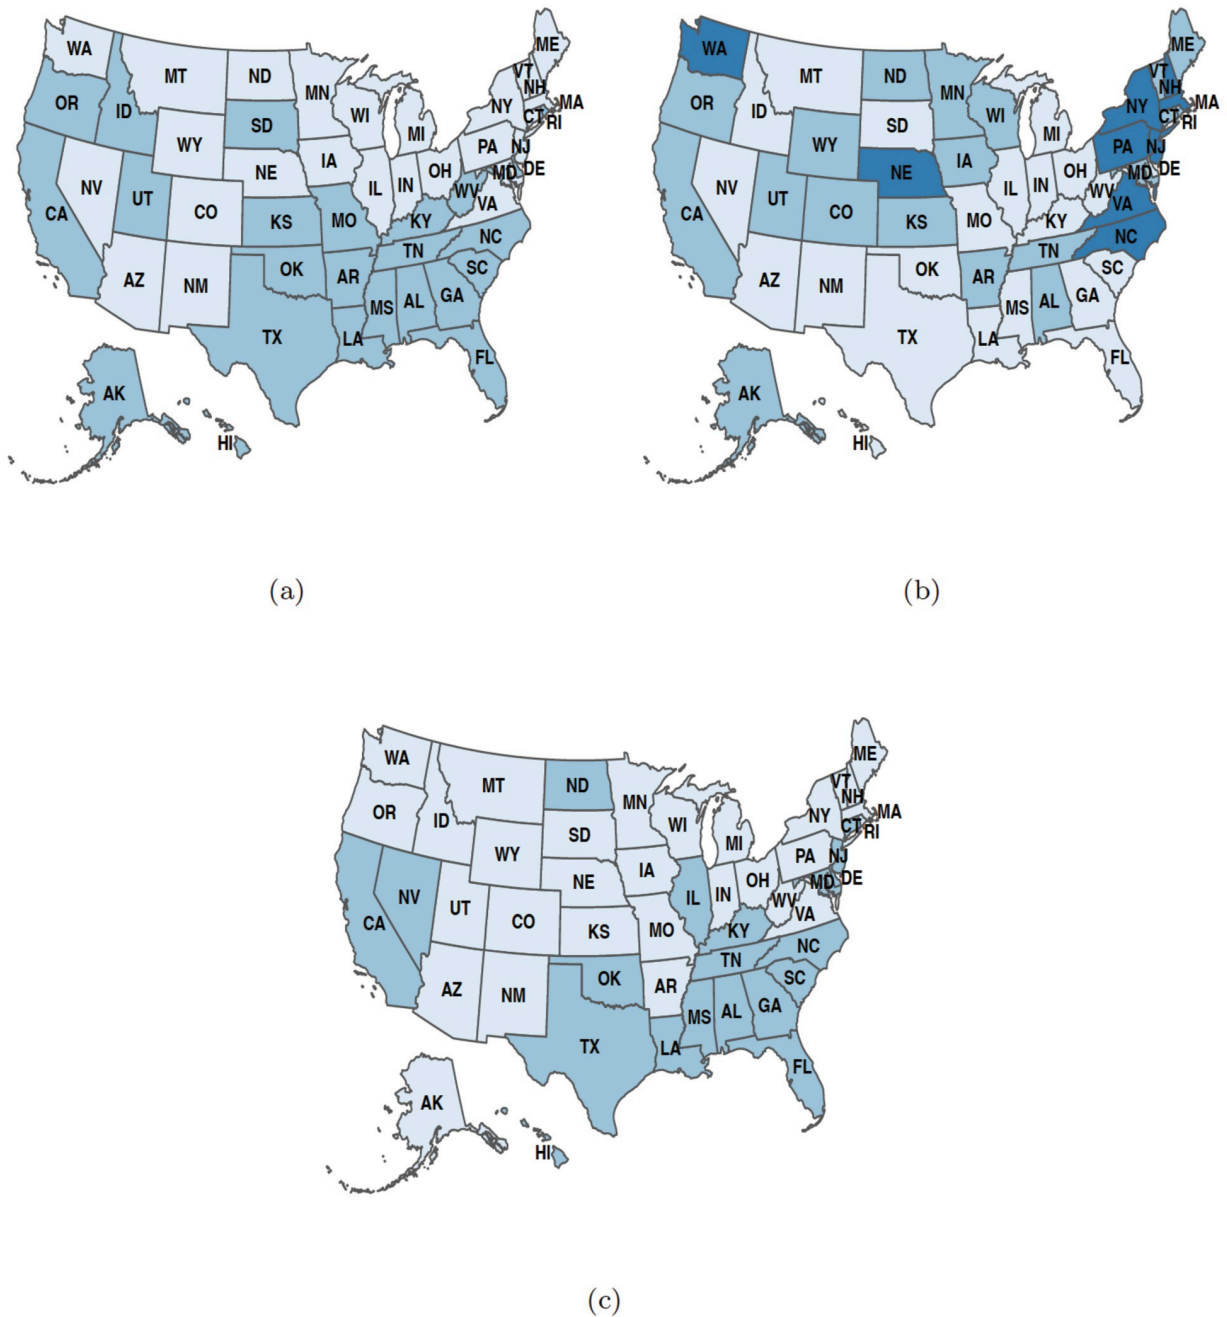 WA
MT
ND
MN
ME
VT
NH
OR
ID
SD
WI
NY
MA
CT
RI
WY
MI
PA
NJ
IA
NE
OH
DE
MD
NV
UT
CO
IL
IN
WV
VA
CA
KS
MO
KY
NC
TN
AZ
NM
OK
AR
SC
MS
AL
GA
TX
LA
FL
AK
HI
(a)
WA
MT
ND
MN
ME
VT
NH
OR
ID
SD
WI
NY
MA
CT
RI
WY
MI
PA
NJ
IA
NE
OH
DE
MD
NV
UT
CO
IL
IN
WV
VA
CA
KS
MO
KY
NC
TN
AZ
NM
OK
AR
SC
MS
AL
GA
TX
LA
FL
AK
HI
(b)
WA
MT
ND
MN
ME
VT
NH
OR
ID
SD
WI
NY
MA
CT
RI
WY
MI
PA
NJ
IA
NE
OH
DE
MD
NV
UT
CO
IL
IN
WV
VA
CA
KS
MO
KY
NC
TN
AZ
NM
OK
AR
SC
MS
AL
GA
TX
LA
FL
AK
HI
(c)